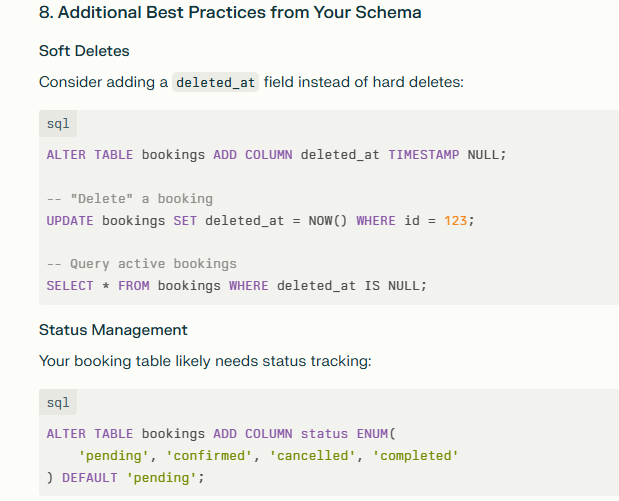 8. Additional Best Practices from Your Schema
Soft Deletes
Consider adding a deleted_at field instead of hard deletes:
sql
ALTER TABLE bookings ADD COLUMN deleted_at TIMESTAMP NULL;
-- "Delete" a booking
UPDATE bookings SET deleted_at = NOW() WHERE id = 123;
-- Query active bookings
SELECT * FROM bookings WHERE deleted_at IS NULL;
Status Management
Your booking table likely needs status tracking:
sql
ALTER TABLE bookings ADD COLUMN status ENUM(
    'pending', 'confirmed', 'cancelled', 'completed'
) DEFAULT 'pending';